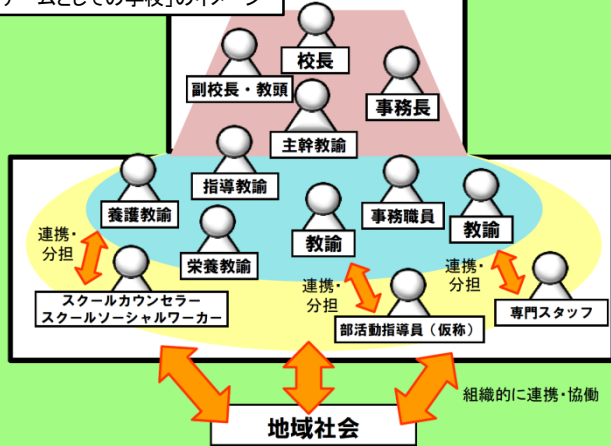 チームとしての学校」のイメージ
校長
副校長・教頭
事務長
主幹教諭
指導教諭
養護教諭
事務職員
教諭
教諭
栄養教諭
連携・
分担
連携・
分担
連携・
分担
スクールカウンセラー
スクールソーシャルワーカー
部活動指導員（仮称）
専門スタッフ
組織的に連携・協働
地域社会